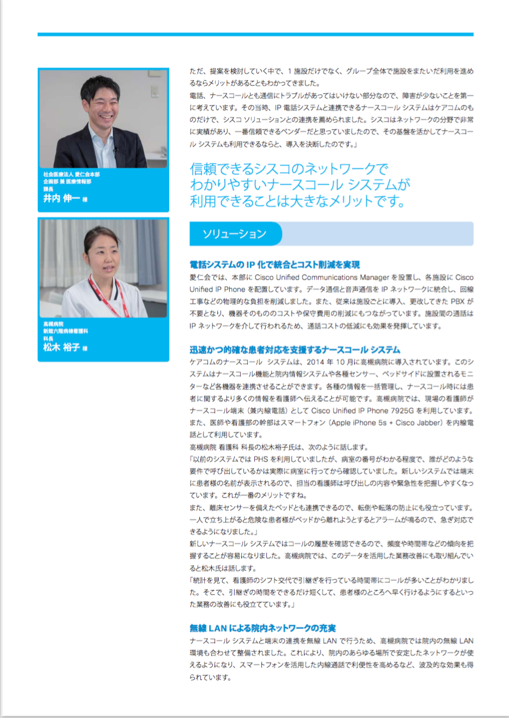 社会医療法人 愛仁会本部
企画部 兼 医療情報部
課長
井内 伸一 様
高槻病院
新館六階病棟看護科
科長
松木 裕子 様
ただ、提案を検討していく中で、1 施設だけでなく、グループ全体で施設をまたいだ利用を進め
るならメリットがあることもわかってきました。
電話、ナースコールとも通信にトラブルがあってはいけない部分なので、障害が少ないことを第一
に考えています。その当時、IP 電話システムと連携できるナースコール システムはケアコムのも
のだけで、シスコ ソリューションとの連携を薦められました。シスコはネットワークの分野で非常
に実績があり、一番信頼できるベンダーだと思っていましたので、その基盤を活かしてナースコー
ル システムも利用できるならと、導入を決断したのです。」
信頼できるシスコのネットワークで
わかりやすいナースコール システムが
利用できることは大きなメリットです。
ソリューション
電話システムの IP 化で統合とコスト削減を実現
愛仁会では、本部に Cisco Unified Communications Manager を設置し、各施設に Cisco
Unified IP Phone を配置しています。データ通信と音声通信を IP ネットワークに統合し、回線
工事などの物理的な負担を削減しました。また、従来は施設ごとに導入、更改してきた PBX が
不要となり、機器そのもののコストや保守費用の削減にもつながっています。施設間の通話は
IP ネットワークを介して行われるため、通話コストの低減にも効果を発揮しています。
迅速かつ的確な患者対応を支援するナースコール システム
ケアコムのナースコール システムは、2014 年 10 月に高槻病院に導入されています。このシ
ステムはナースコール機能と院内情報システムや各種センサー、ベッドサイドに設置されるモニ
ターなど各機器を連携させることができます。各種の情報を一括管理し、ナースコール時には患
者に関するより多くの情報を看護師へ伝えることが可能です。高槻病院では、現場の看護師が
ナースコール端末（兼内線電話）として Cisco Unified IP Phone 7925G を利用しています。
また、医師や看護部の幹部はスマートフォン（Apple iPhone 5s + Cisco Jabber）を内線電
話として利用しています。
高槻病院 看護科 科長の松木裕子氏は、次のように話します。
「以前のシステムでは PHS を利用していましたが、病室の番号がわかる程度で、誰がどのような
要件で呼び出しているかは実際に病室に行ってから確認していました。新しいシステムでは端末
に患者様の名前が表示されるので、担当の看護師は呼び出しの内容や緊急性を把握しやすくなっ
ています。これが一番のメリットですね。
また、離床センサーを備えたベッドとも連携できるので、転倒や転落の防止にも役立っています。
一人で立ち上がると危険な患者様がベッドから離れようとするとアラームが鳴るので、急ぎ対応で
きるようになりました。」
新しいナースコール システムではコールの履歴を確認できるので、頻度や時間帯などの傾向を把
握することが容易になりました。高槻病院では、このデータを活用した業務改善にも取り組んでい
ると松木氏は話します。
「統計を見て、看護師のシフト交代で引継ぎを行っている時間帯にコールが多いことがわかりまし
た。そこで、引継ぎの時間をできるだけ短くして、患者様のところへ早く行けるようにするといっ
た業務の改善にも役立てています。」
無線 LAN による院内ネットワークの充実
ナースコール システムと端末の連携を無線 LAN で行うため、高槻病院では院内の無線 LAN
環境も合わせて整備されました。これにより、院内のあらゆる場所で安定したネットワークが使
えるようになり、スマートフォンを活用した内線通話で利便性を高めるなど、波及的な効果も得
られています。